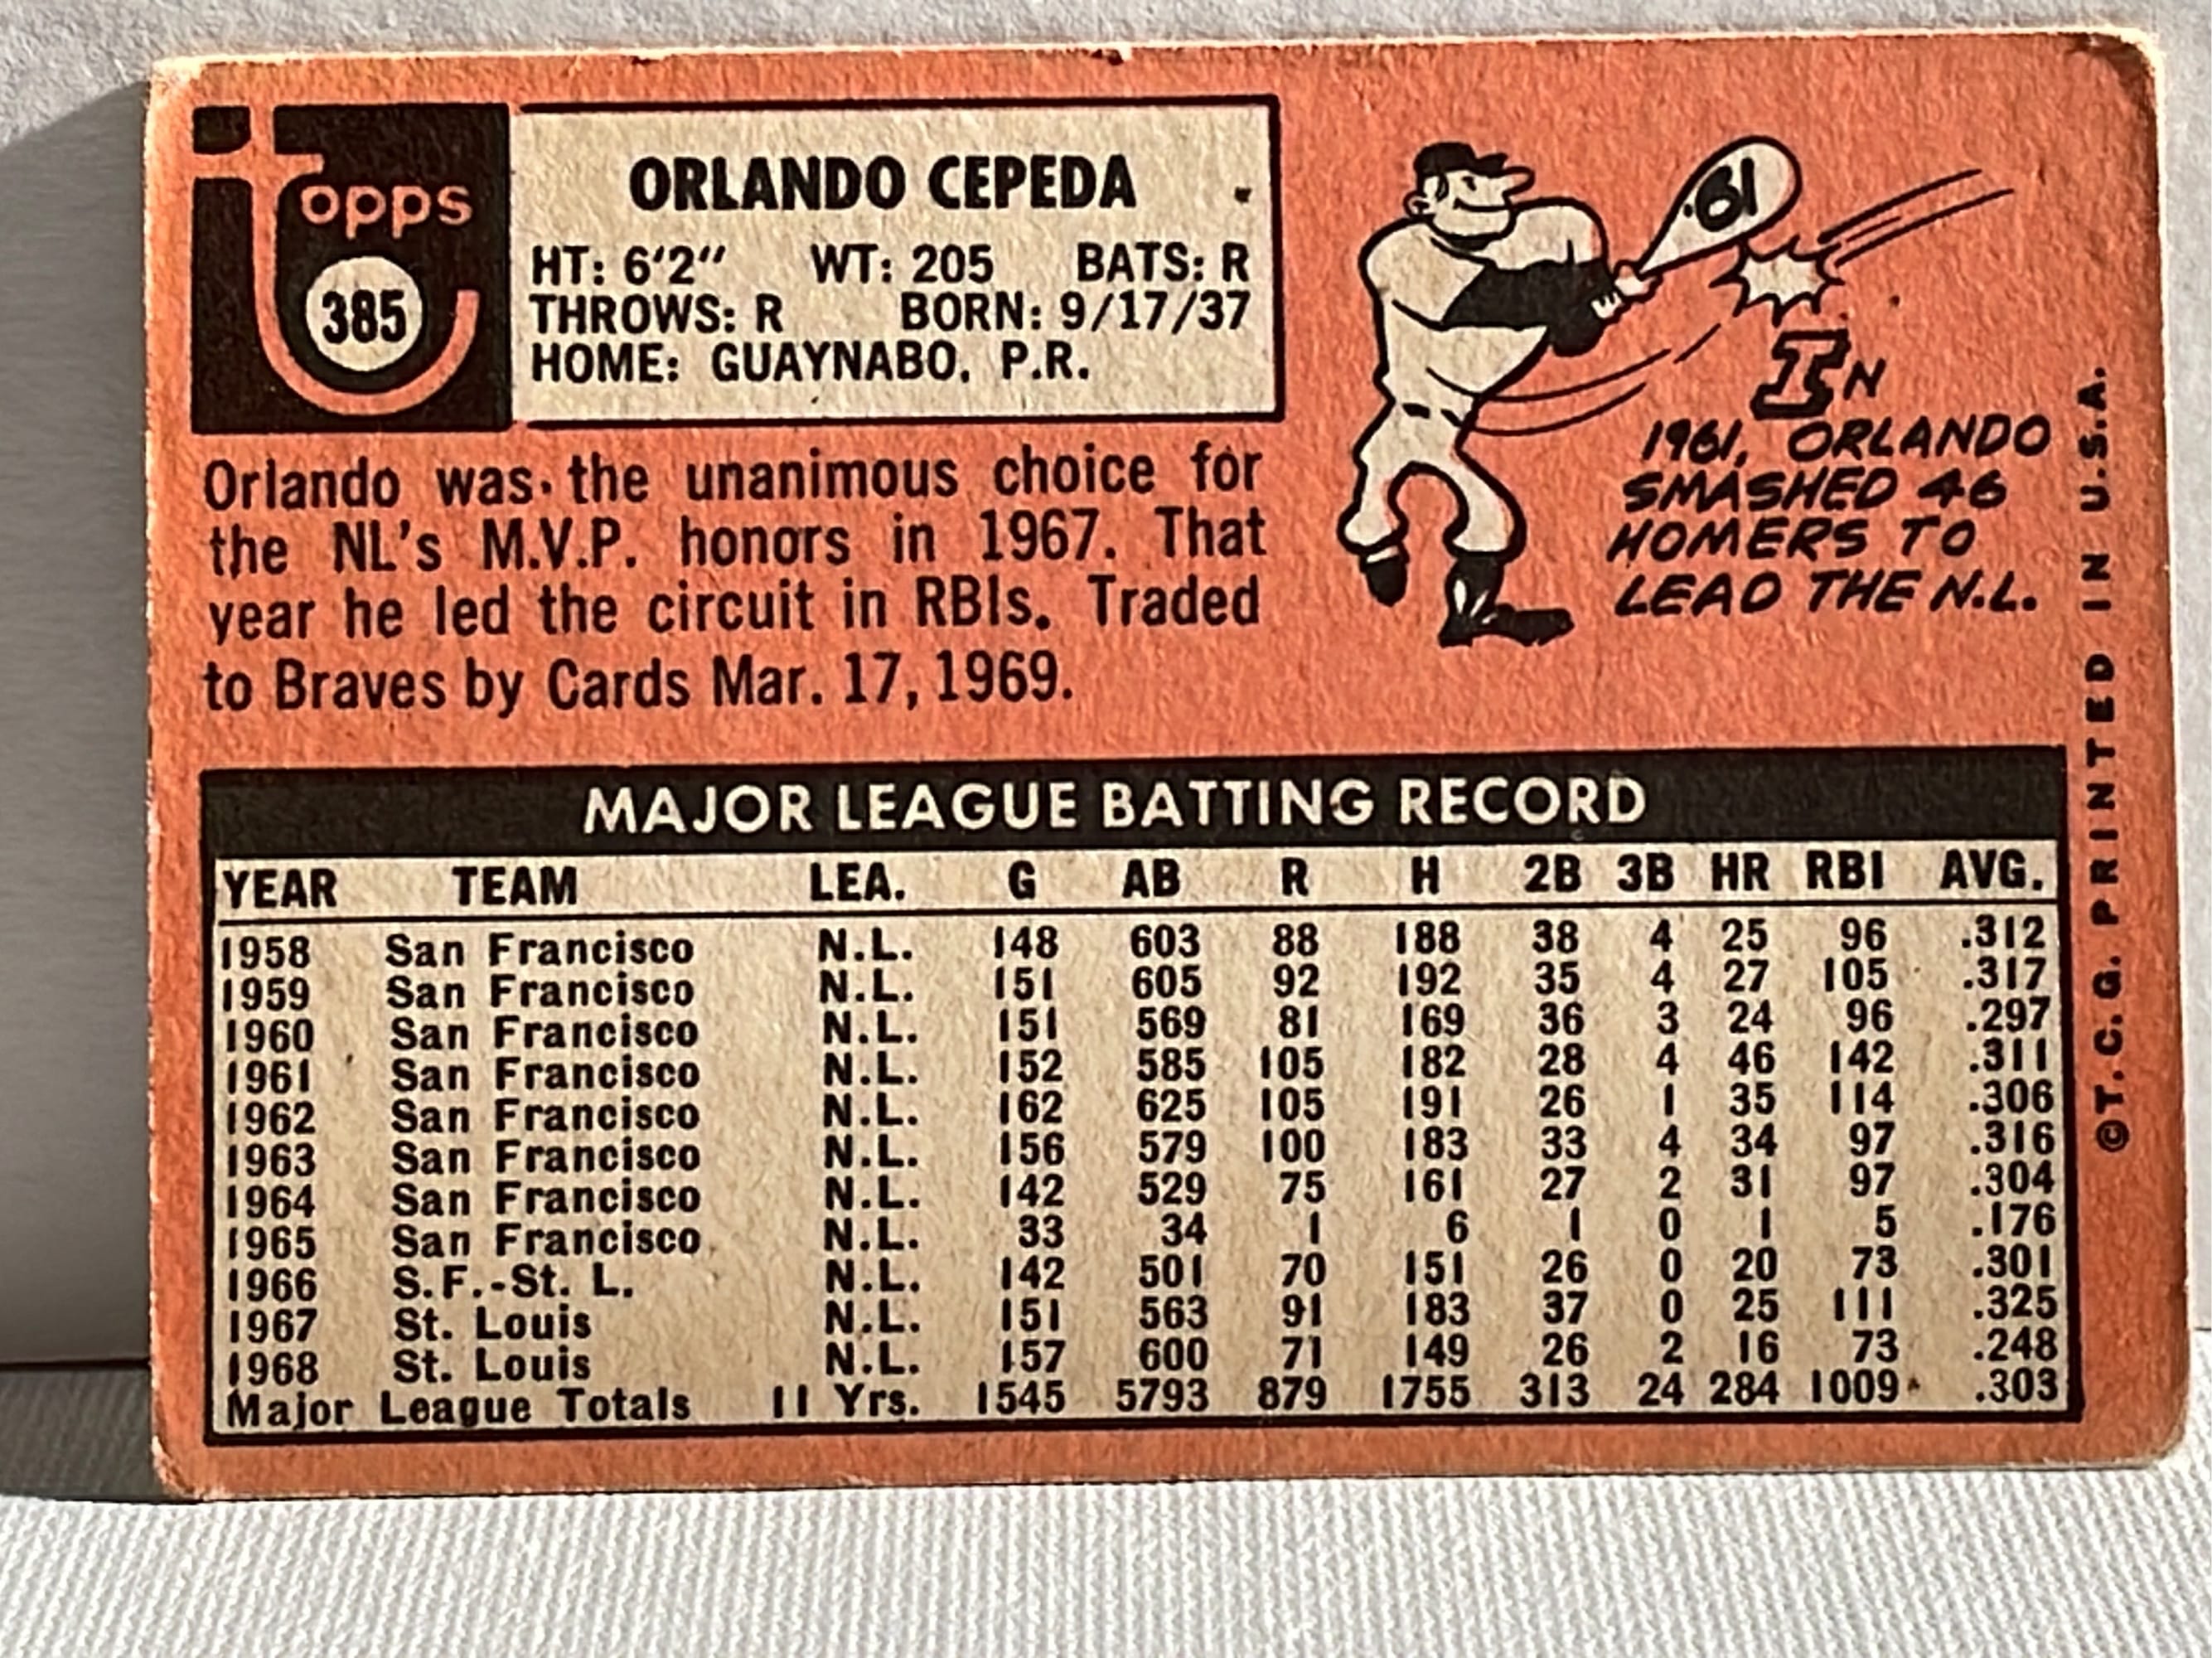 Topps
385
ORLANDO CEPEDA
HT: 6'2" WT: 205 BATS: R
THROWS: R BORN: 9/17/37
HOME: GUAYNABO, P.R.
Orlando was the unanimous choice for
the NL's M.V.P. honors in 1967. That
year he led the circuit in RBIs. Traded
to Braves by Cards Mar. 17, 1969.
'61
IN
1961, ORLANDO
SMASHED 46
HOMERS TO
LEAD THE N.L.
MAJOR LEAGUE BATTING RECORD
YEAR TEAM LEA. G AB R H 2B 3B HR RBI AVG.
1958 San Francisco N.L. 148 603 88 188 38 4 25 96 .312
1959 San Francisco N.L. 151 605 92 192 35 4 27 105 .317
1960 San Francisco N.L. 151 569 81 169 36 3 24 96 .297
1961 San Francisco N.L. 152 585 105 182 28 4 46 142 .311
1962 San Francisco N.L. 162 625 105 191 26 1 35 114 .306
1963 San Francisco N.L. 156 579 100 183 33 4 34 97 .316
1964 San Francisco N.L. 142 529 75 161 27 2 31 97 .304
1965 San Francisco N.L. 33 34 1 6 1 0 1 5 .176
1966 S.F.-St. L. N.L. 142 501 70 151 26 0 20 73 .301
1967 St. Louis N.L. 151 563 91 183 37 0 25 111 .325
1968 St. Louis N.L. 157 600 71 149 26 2 16 73 .248
Major League Totals 11 Yrs. 1545 5793 879 1755 313 24 284 1009 .303
©T.C.G. PRINTED IN U.S.A.